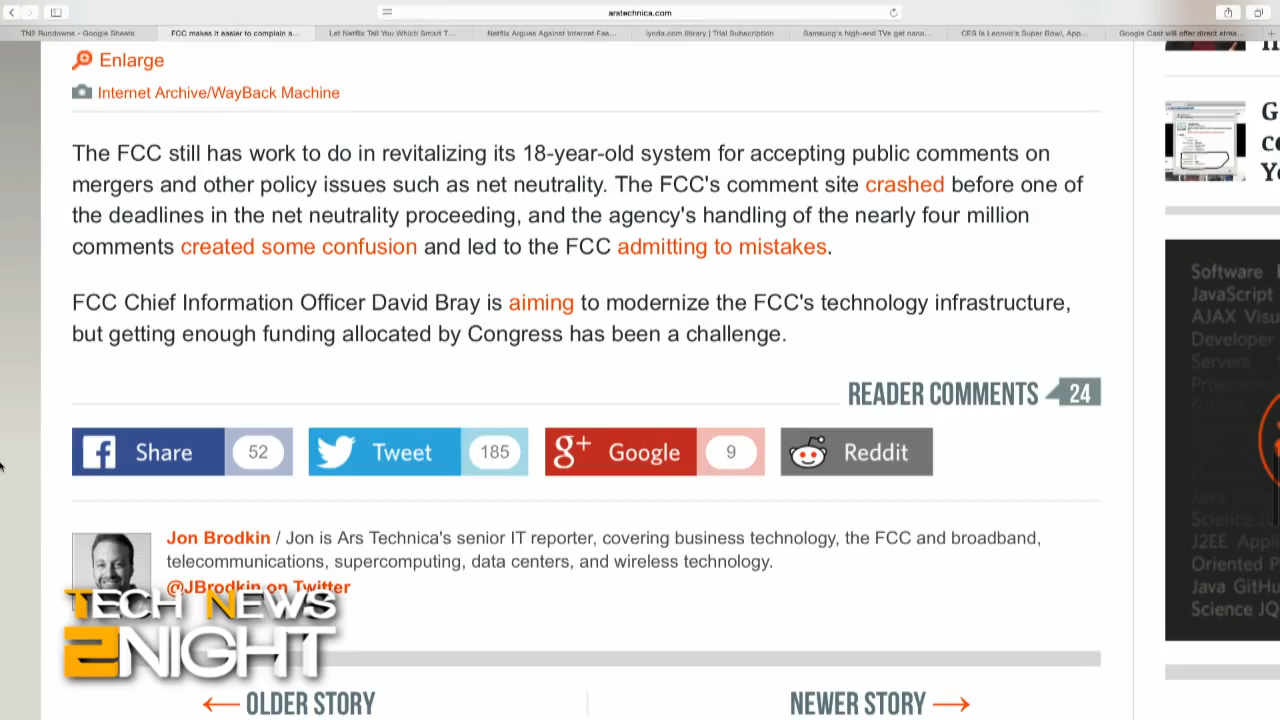 arstechnica.com
TN2 Rundowns - Google Sheets
FCC makes it easier to complain a...
Let Netflix Tell You Which Smart T...
Netflix Argues Against Internet Fas...
lynda.com library | Trial Subscription
Samsung's high-end TVs get nano...
CES Is Lenovo's Super Bowl, App...
Google Cast will offer direct strea...
Enlarge
Internet Archive/WayBack Machine
The FCC still has work to do in revitalizing its 18-year-old system for accepting public comments on
mergers and other policy issues such as net neutrality. The FCC's comment site crashed before one of
the deadlines in the net neutrality proceeding, and the agency's handling of the nearly four million
comments created some confusion and led to the FCC admitting to mistakes.
FCC Chief Information Officer David Bray is aiming to modernize the FCC's technology infrastructure,
but getting enough funding allocated by Congress has been a challenge.
READER COMMENTS 24
f Share 52
Tweet 185
g+ Google 9
Reddit
Jon Brodkin / Jon is Ars Technica's senior IT reporter, covering business technology, the FCC and broadband,
telecommunications, supercomputing, data centers, and wireless technology.
@JBrodkin on Twitter
TECH NEWS
2NIGHT
← OLDER STORY
NEWER STORY →
G
Software
JavaScript
AJAX Visu
Developer
Servers
Java
Science JQ
J2EE Appli
Oriented P
Java GitHu
Science JQ